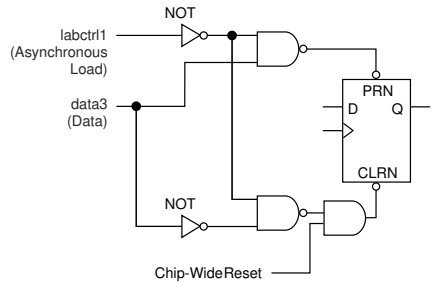 NOT
labctrl1
(Asynchronous
Load)
PRN
D Q
data3
(Data)
CLRN
NOT
Chip-Wide Reset